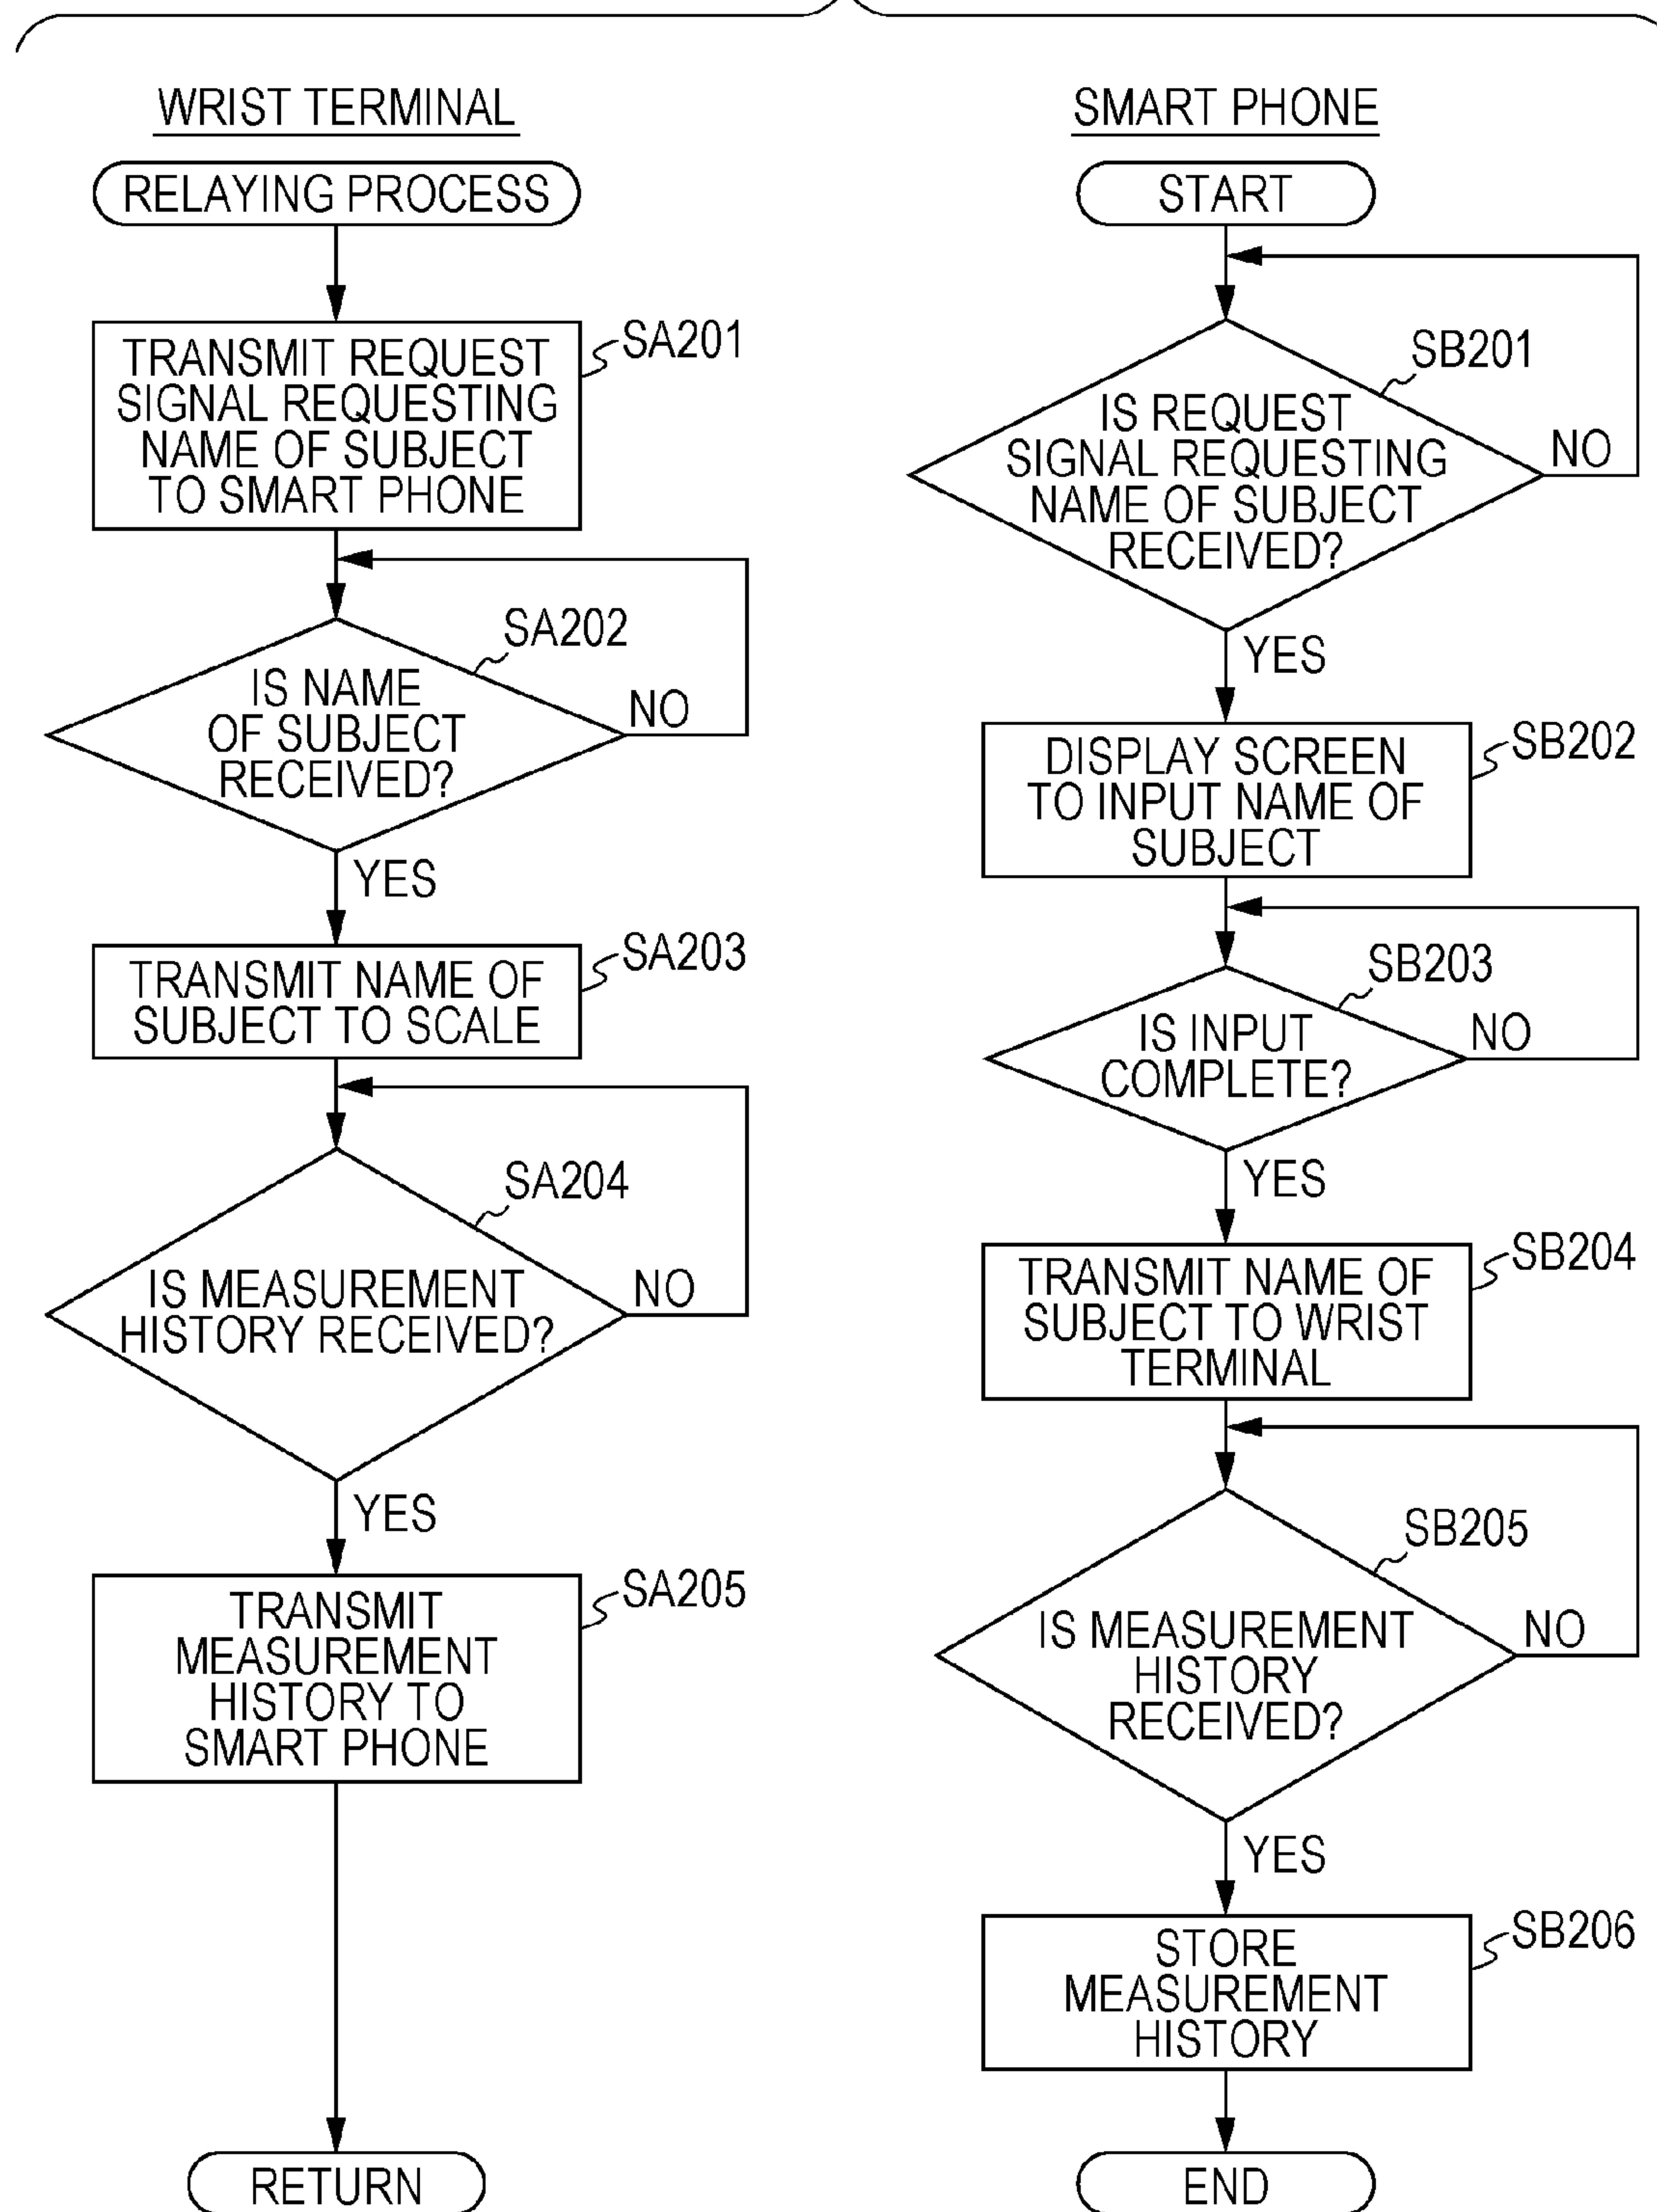 WRIST TERMINAL
RELAYING PROCESS
SA201
TRANSMIT REQUEST
SIGNAL REQUESTING
NAME OF SUBJECT
TO SMART PHONE
SA202
IS NAME
OF SUBJECT
RECEIVED?
NO
YES
SA203
TRANSMIT NAME OF
SUBJECT TO SCALE
SA204
IS MEASUREMENT
HISTORY RECEIVED?
NO
YES
SA205
TRANSMIT
MEASUREMENT
HISTORY TO
SMART PHONE
RETURN
SMART PHONE
START
SB201
IS REQUEST
SIGNAL REQUESTING
NAME OF SUBJECT
RECEIVED?
NO
YES
SB202
DISPLAY SCREEN
TO INPUT NAME OF
SUBJECT
SB203
IS INPUT
COMPLETE?
NO
YES
SB204
TRANSMIT NAME OF
SUBJECT TO WRIST
TERMINAL
SB205
IS MEASUREMENT
HISTORY
RECEIVED?
NO
YES
SB206
STORE
MEASUREMENT
HISTORY
END